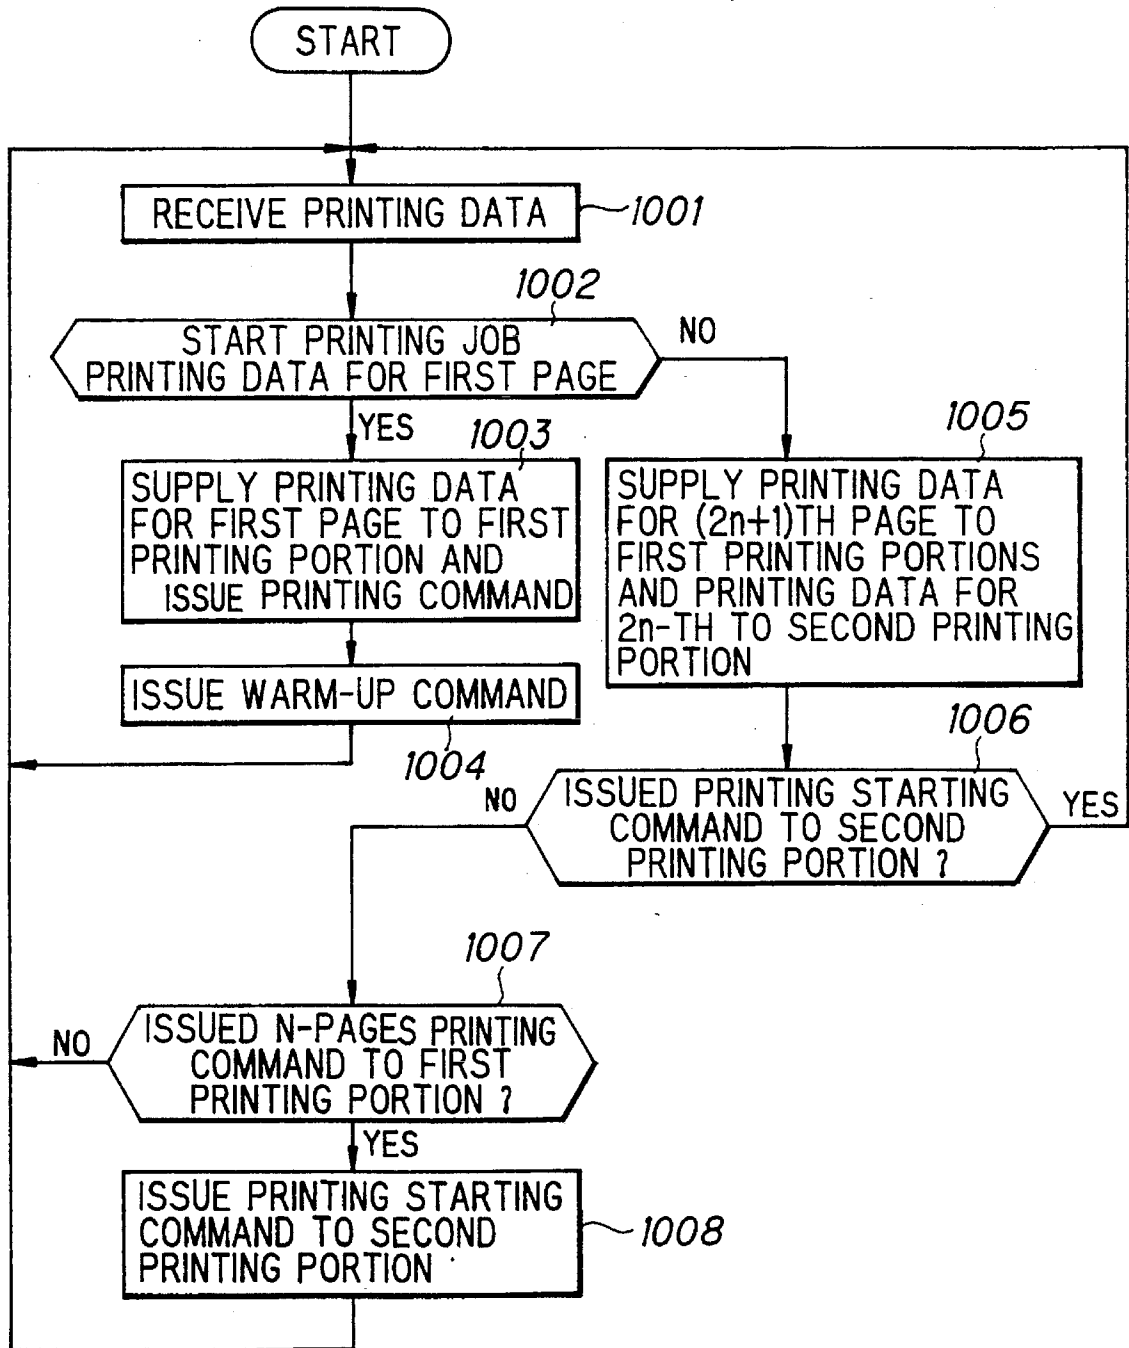 START
RECEIVE PRINTING DATA
1001
1002
START PRINTING JOB
PRINTING DATA FOR FIRST PAGE
NO
YES
1003
SUPPLY PRINTING DATA
FOR FIRST PAGE TO FIRST
PRINTING PORTION AND
ISSUE PRINTING COMMAND
1005
SUPPLY PRINTING DATA
FOR (2n+1)TH PAGE TO
FIRST PRINTING PORTIONS
AND PRINTING DATA FOR
2n-TH TO SECOND PRINTING
PORTION
ISSUE WARM-UP COMMAND
1004
1006
ISSUED PRINTING STARTING
COMMAND TO SECOND
PRINTING PORTION ?
NO
YES
1007
ISSUED N-PAGES PRINTING
COMMAND TO FIRST
PRINTING PORTION ?
NO
YES
ISSUE PRINTING STARTING
COMMAND TO SECOND
PRINTING PORTION
1008